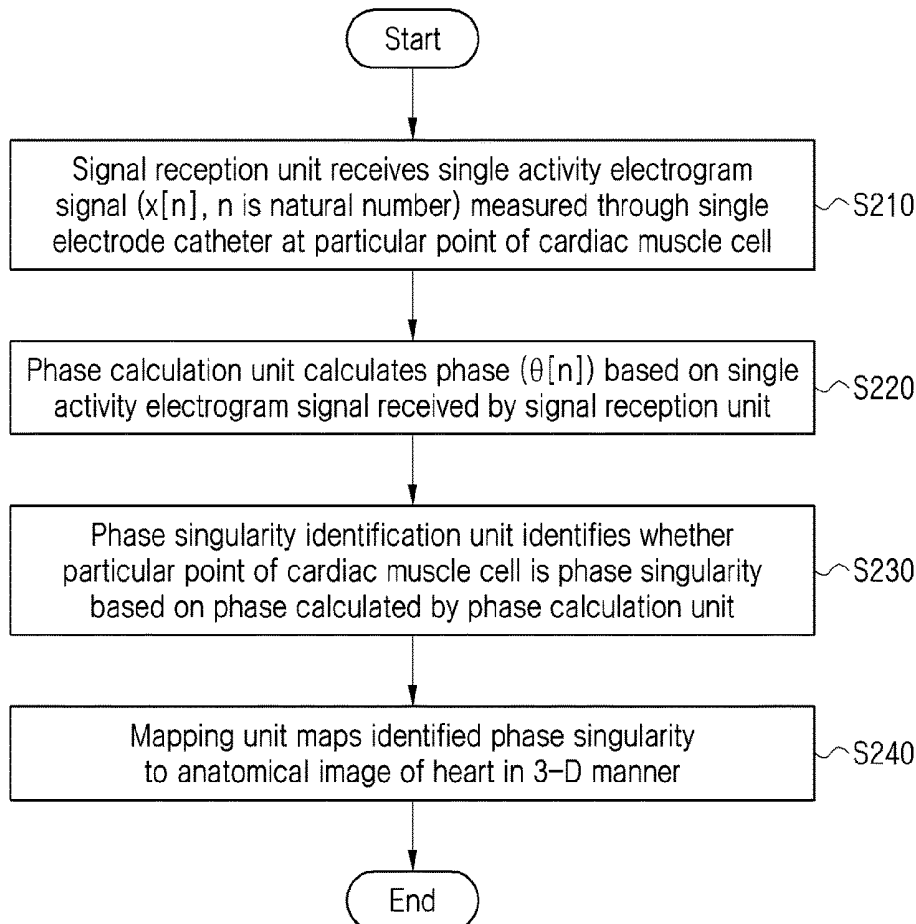 Start
Signal reception unit receives single activity electrogram
signal (x[n], n is natural number) measured through single
electrode catheter at particular point of cardiac muscle cell
S210
Phase calculation unit calculates phase (θ[n]) based on single
activity electrogram signal received by signal reception unit
S220
Phase singularity identification unit identifies whether
particular point of cardiac muscle cell is phase singularity
based on phase calculated by phase calculation unit
S230
Mapping unit maps identified phase singularity
to anatomical image of heart in 3-D manner
S240
End